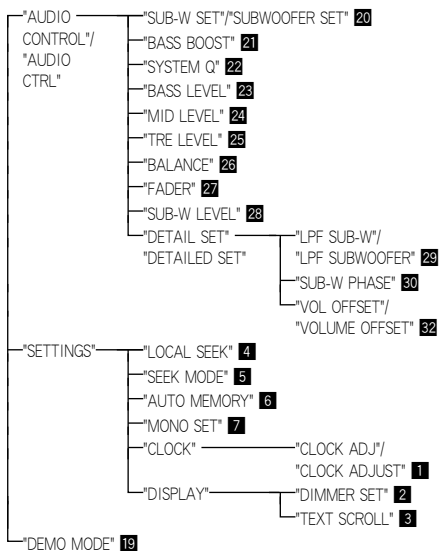 "AUDIO CONTROL"/ "AUDIO CTRL"
"SUB-W SET"/"SUBWOOFER SET" 20
"BASS BOOST" 21
"SYSTEM Q" 22
"BASS LEVEL" 23
"MID LEVEL" 24
"TRE LEVEL" 25
"BALANCE" 26
"FADER" 27
"SUB-W LEVEL" 28
"DETAIL SET"
"DETAILED SET"
"LPF SUB-W"/
"LPF SUBWOOFER" 29
"SUB-W PHASE" 30
"VOL OFFSET"/
"VOLUME OFFSET" 32
"SETTINGS"
"LOCAL SEEK" 4
"SEEK MODE" 5
"AUTO MEMORY" 6
"MONO SET" 7
"CLOCK"
"CLOCK ADJ"/
"CLOCK ADJUST" 1
"DISPLAY"
"DIMMER SET" 2
"TEXT SCROLL" 3
"DEMO MODE" 19